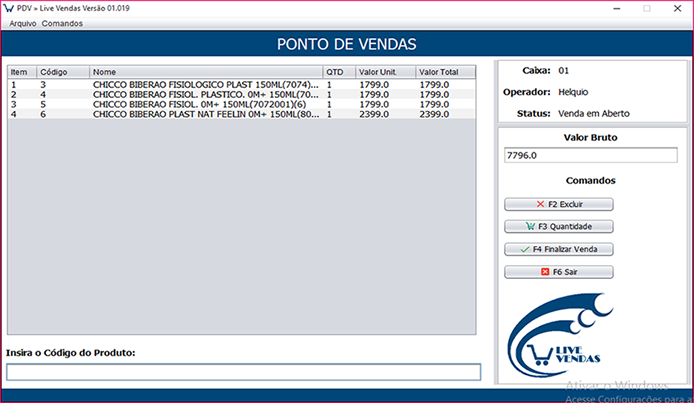 PDV » Live Vendas Versão 01.019
Arquivo Comandos
PONTO DE VENDAS
Item Código Nome QTD Valor Unit. Valor Total
1 3 CHICCO BIBERAO FISIOLOGICO PLAST 150ML(7074)... 1 1799.0 1799.0
2 4 CHICCO BIBERAO FISIOL. PLASTICO. 0M+ 150ML(70... 1 1799.0 1799.0
3 5 CHICCO BIBERAO FISIOL. 0M+ 150ML(7072001)(6) 1 1799.0 1799.0
4 6 CHICCO BIBERAO PLAST NAT FEELIN 0M+ 150ML(80... 1 2399.0 2399.0
Caixa: 01
Operador: Helquio
Status: Venda em Aberto
Valor Bruto
7796.0
Comandos
F2 Excluir
F3 Quantidade
F4 Finalizar Venda
F6 Sair
LIVE
VENDAS
Insira o Código do Produto:
Ativar o Windows
Acesse Configurações para a